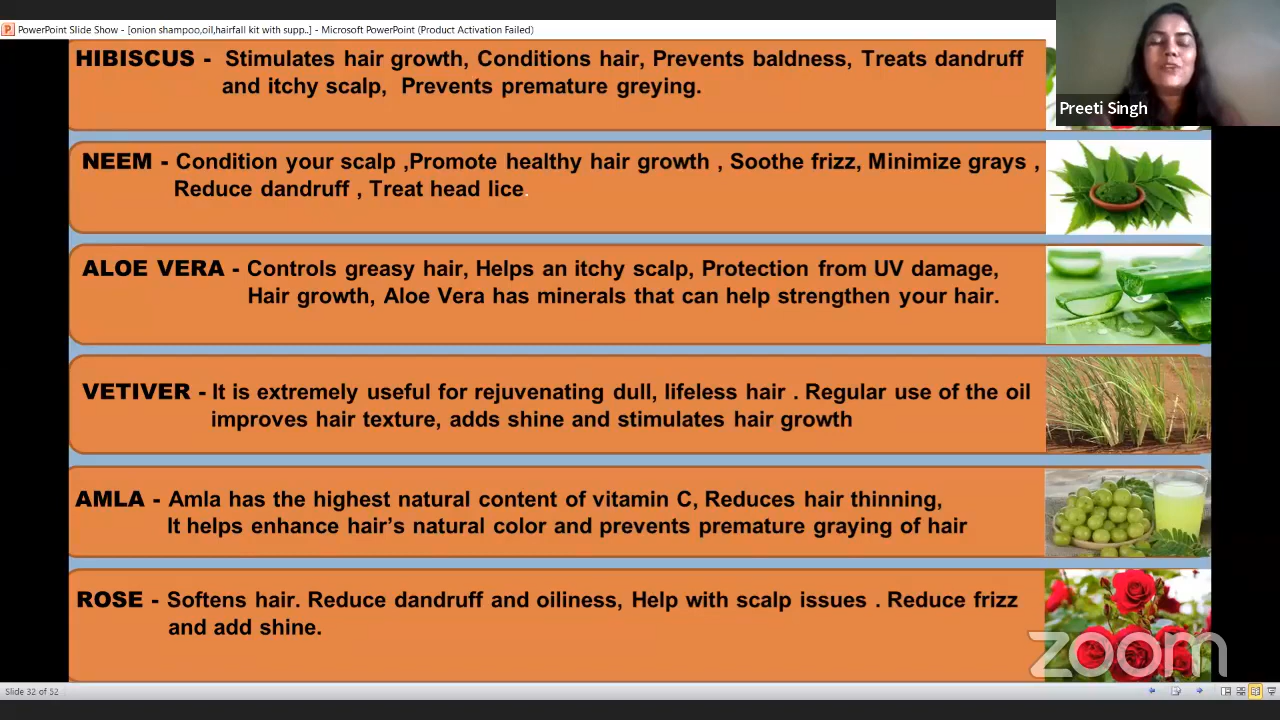 PowerPoint Slide Show - [onion shampoo,oil,hairfall kit with supp..] - Microsoft PowerPoint (Product Activation Failed)
HIBISCUS - Stimulates hair growth, Conditions hair, Prevents baldness, Treats dandruff
and itchy scalp, Prevents premature greying.
Preeti Singh
NEEM - Condition your scalp ,Promote healthy hair growth , Soothe frizz, Minimize grays ,
Reduce dandruff , Treat head lice.
ALOE VERA - Controls greasy hair, Helps an itchy scalp, Protection from UV damage,
Hair growth, Aloe Vera has minerals that can help strengthen your hair.
VETIVER - It is extremely useful for rejuvenating dull, lifeless hair . Regular use of the oil
improves hair texture, adds shine and stimulates hair growth
AMLA - Amla has the highest natural content of vitamin C, Reduces hair thinning,
It helps enhance hair’s natural color and prevents premature graying of hair
ROSE - Softens hair. Reduce dandruff and oiliness, Help with scalp issues . Reduce frizz
and add shine.
zoom
Slide 32 of 52